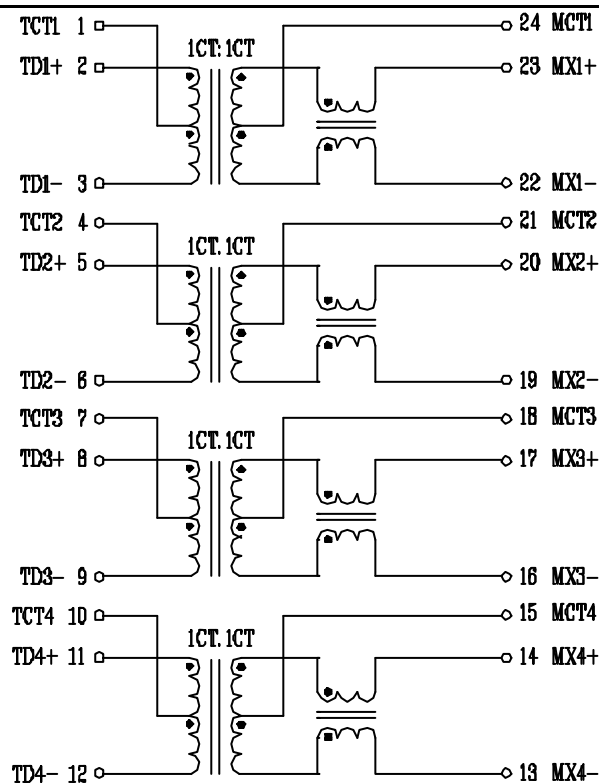 TCT1 1 24 MCT1
1CT:1CT
TD1+ 2 23 MX1+
TD1- 3 22 MX1-
TCT2 4 21 MCT2
1CT.1CT
TD2+ 5 20 MX2+
TD2- 6 19 MX2-
TCT3 7 18 MCT3
1CT.1CT
TD3+ 8 17 MX3+
TD3- 9 16 MX3-
TCT4 10 15 MCT4
1CT.1CT
TD4+ 11 14 MX4+
TD4- 12 13 MX4-